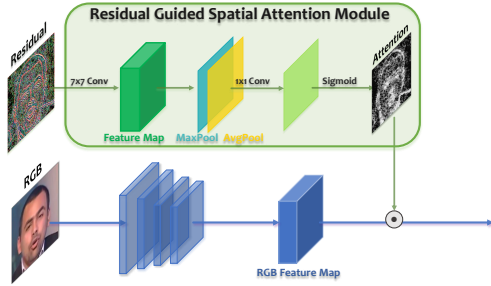 Residual Guided Spatial Attention Module
Residual
7x7 Conv
1x1 Conv
Sigmoid
Attention
Feature Map
MaxPool
AvgPool
RGB
RGB Feature Map